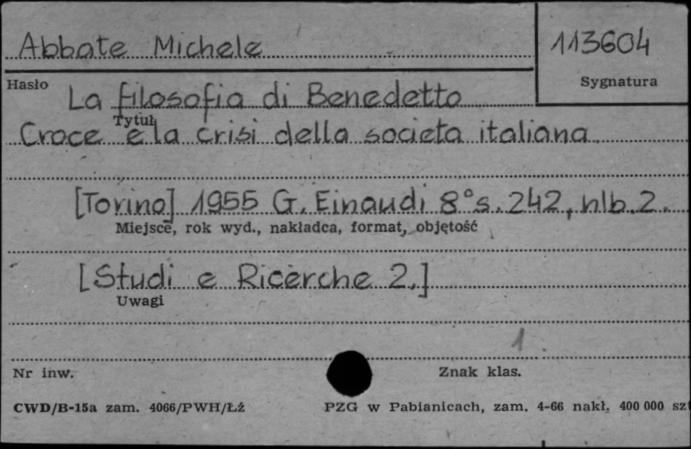 Abbate Michele
113604
Hasło
Sygnatura
La filosofia di Benedetto
Tytuł
Croce e la crisi della societa italiana
[Torino] 1955 G. Einaudi 8° s. 242, nlb. 2.
Miejsce, rok wyd., nakładca, format, objętość
[Studi e Ricerche 2.]
Uwagi
1
Nr inw.
Znak klas.
CWD/B-15a zam. 4066/PWH/Łź
PZG w Pabianicach, zam. 4-66 nakł. 400 000 szt